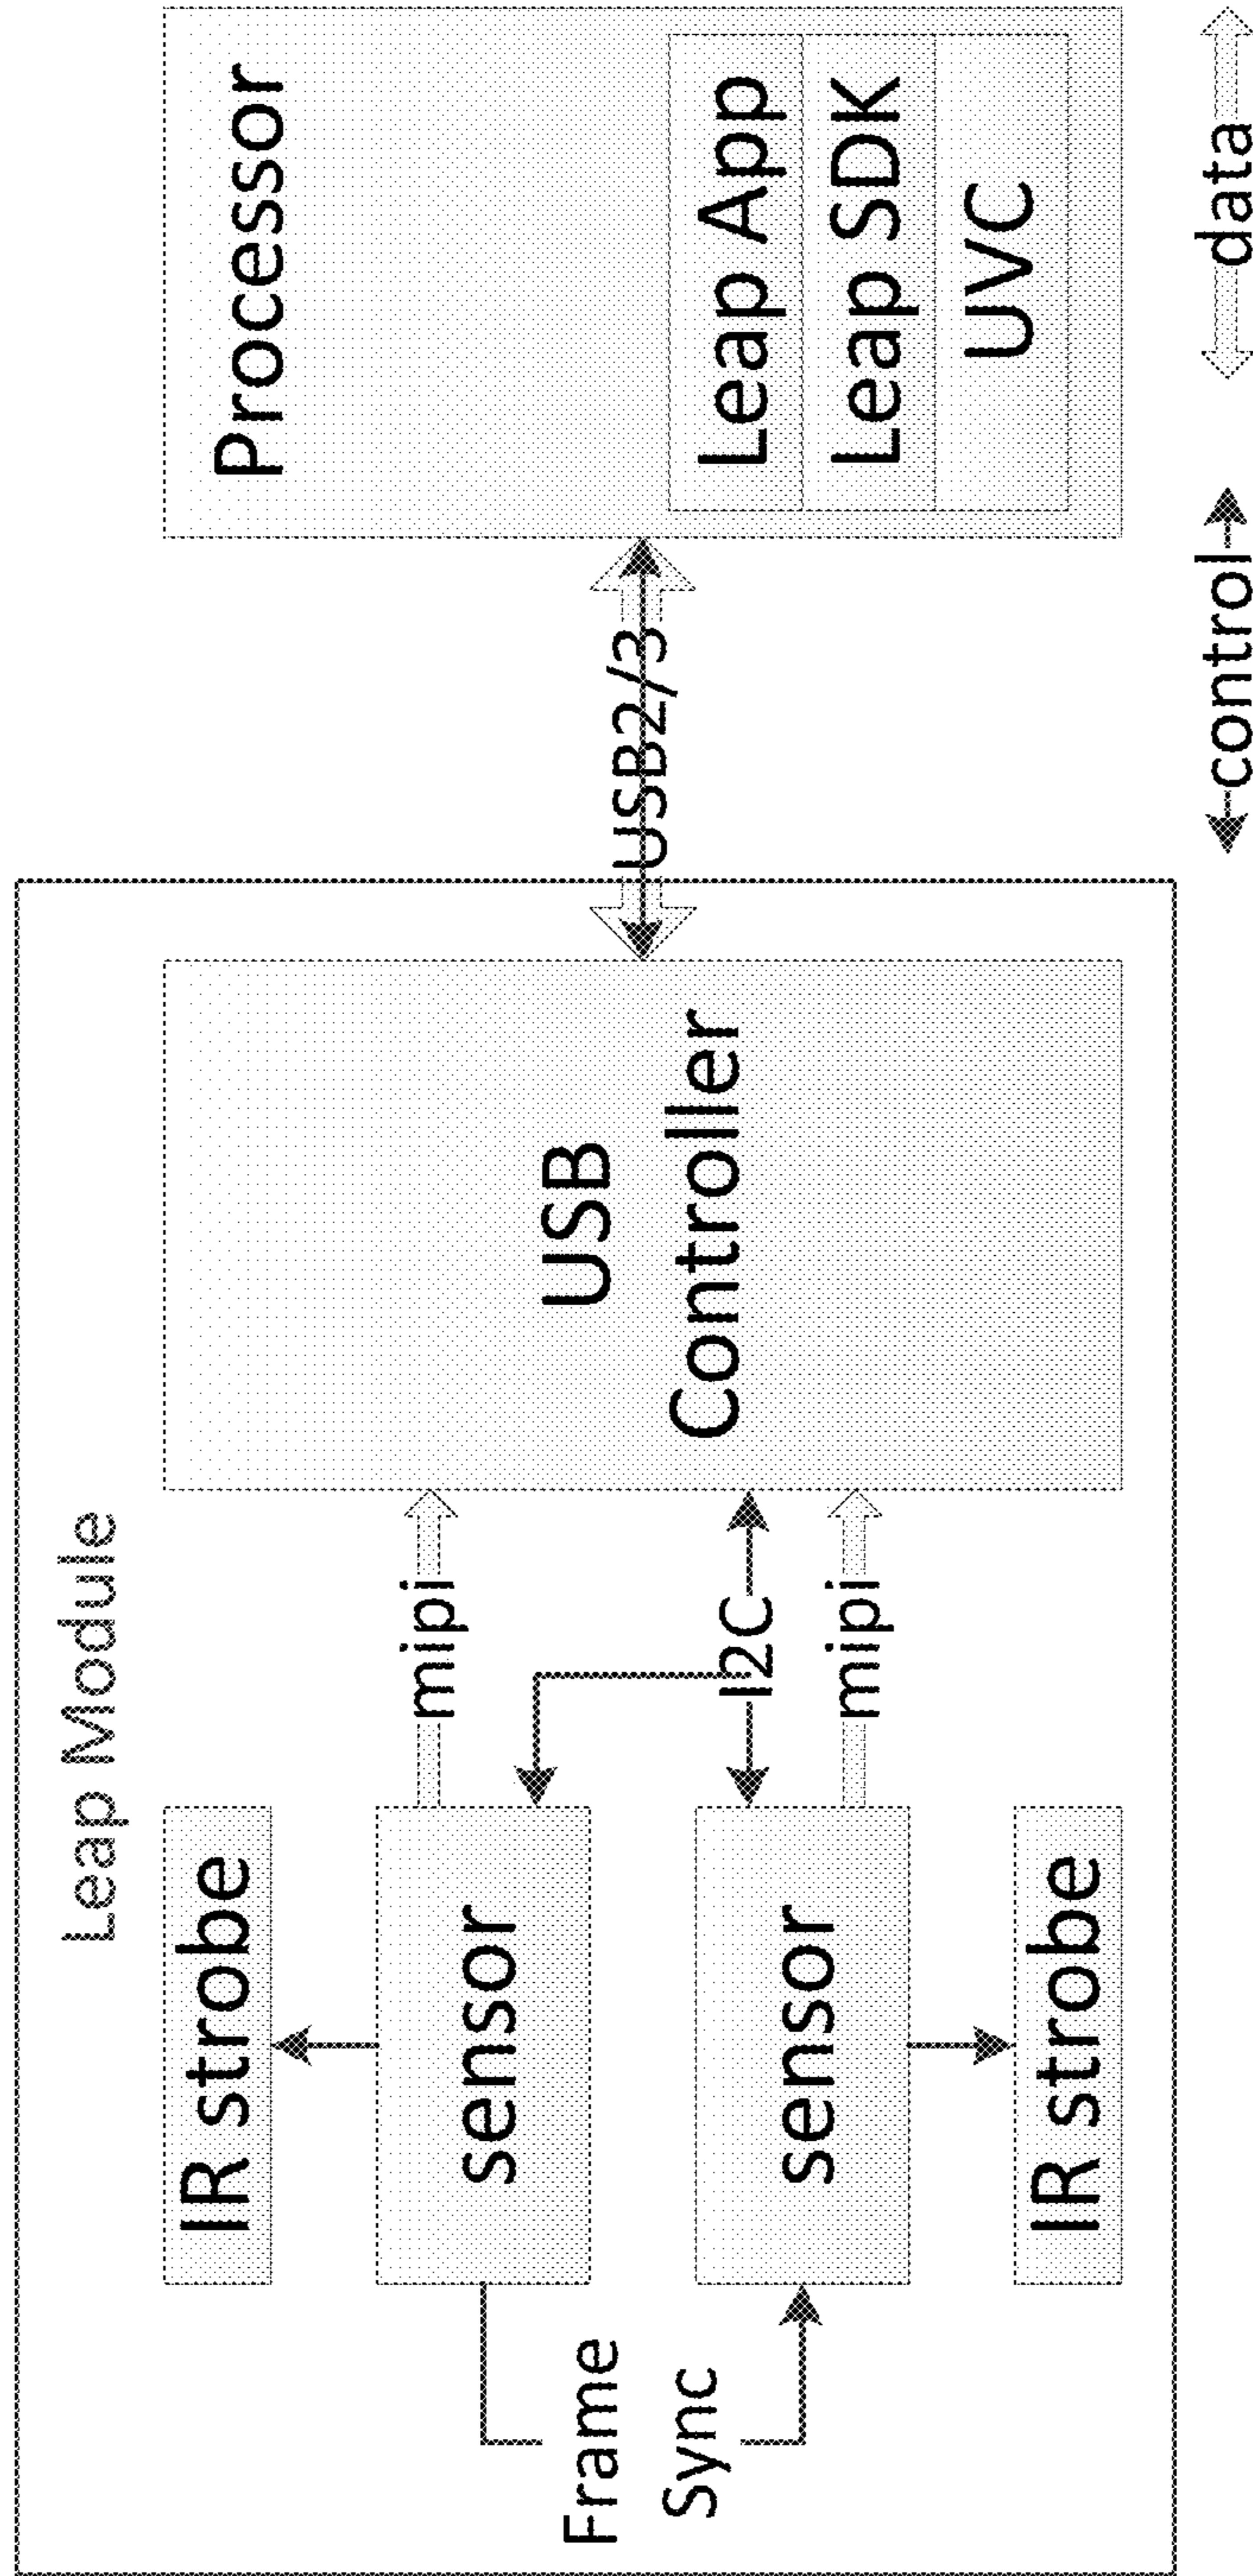 Leap Module
IR strobe
sensor
Frame
Sync
sensor
IR strobe
mipi
I2C
mipi
USB
Controller
USB2/3
Processor
Leap App
Leap SDK
UVC
control
data